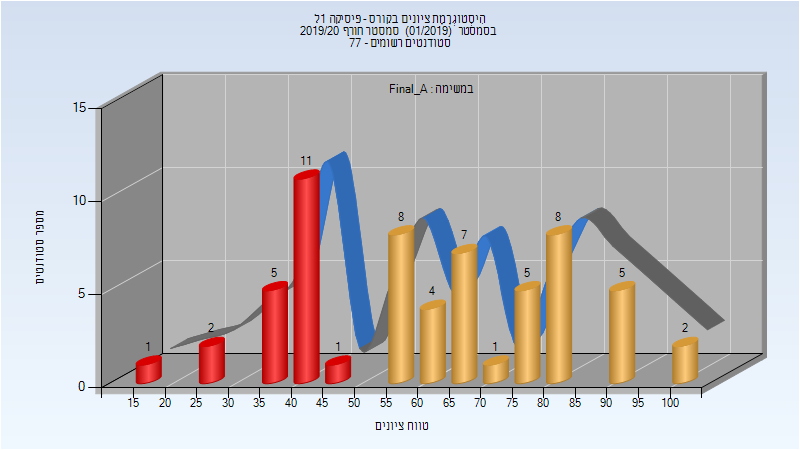 היסטוגרמת ציונים בקורס - פיסיקה 1ל
בסמסטר (01/2019) סמסטר חורף 2019/20
סטודנטים רשומים - 77
במשימה : Final_A
מספר סטודנטים
15
10
5
0
1
2
5
11
1
8
4
7
1
5
8
5
2
15 20 25 30 35 40 45 50 55 60 65 70 75 80 85 90 95 100
טווח ציונים